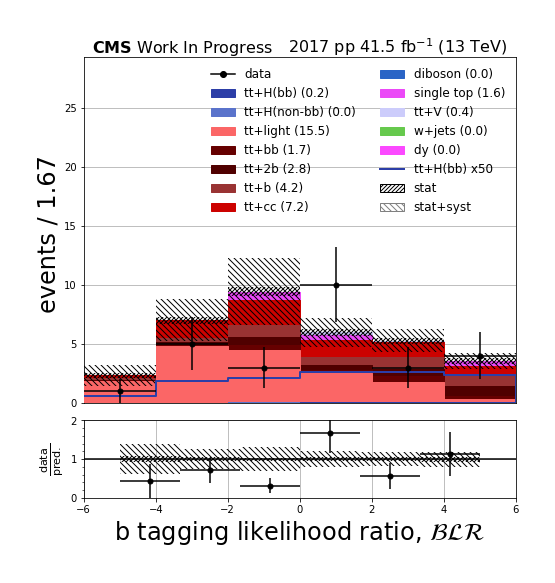 CMS Work In Progress 2017 pp 41.5 fb⁻¹ (13 TeV)
data
tt+H(bb) (0.2)
tt+H(non-bb) (0.0)
tt+light (15.5)
tt+bb (1.7)
tt+2b (2.8)
tt+b (4.2)
tt+cc (7.2)
diboson (0.0)
single top (1.6)
tt+V (0.4)
w+jets (0.0)
dy (0.0)
tt+H(bb) x50
stat
stat+syst
events / 1.67
25
20
15
10
5
0
data
pred.
2
1
0
−6 −4 −2 0 2 4 6
b tagging likelihood ratio, 𝓑𝓛𝓡